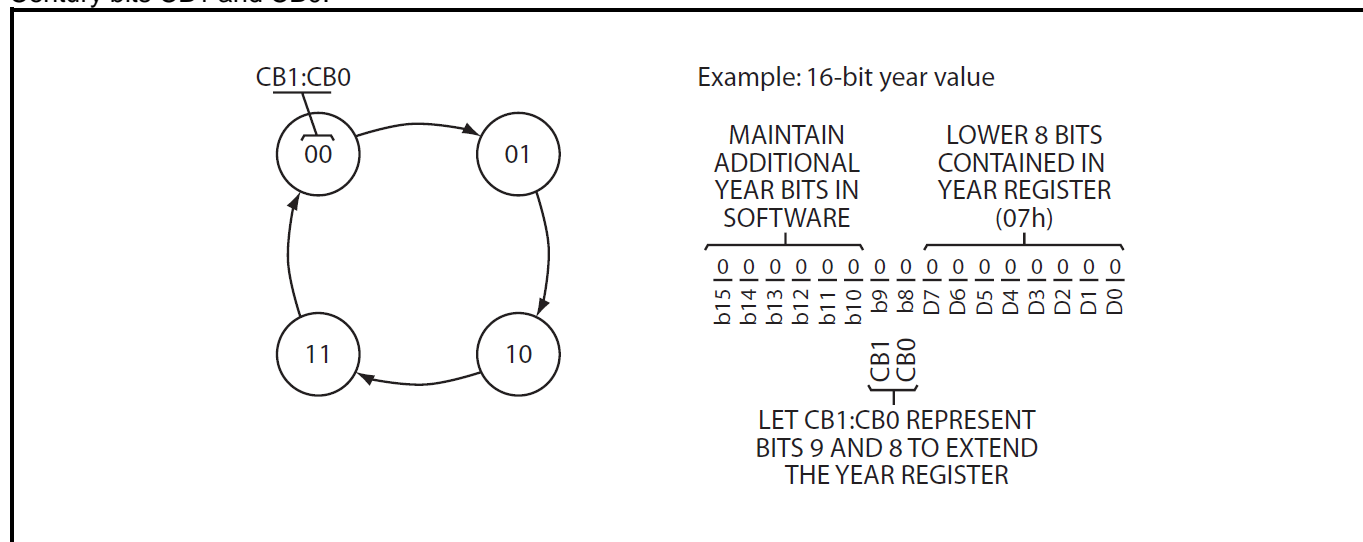 CB1:CB0
00
01
11
10
Example: 16-bit year value
MAINTAIN
ADDITIONAL
YEAR BITS IN
SOFTWARE
LOWER 8 BITS
CONTAINED IN
YEAR REGISTER
(07h)
0 0 0 0 0 0 0 0 0 0 0 0 0 0 0 0
b15 b14 b13 b12 b11 b10 b9 b8 D7 D6 D5 D4 D3 D2 D1 D0
CB1 CB0
LET CB1:CB0 REPRESENT
BITS 9 AND 8 TO EXTEND
THE YEAR REGISTER